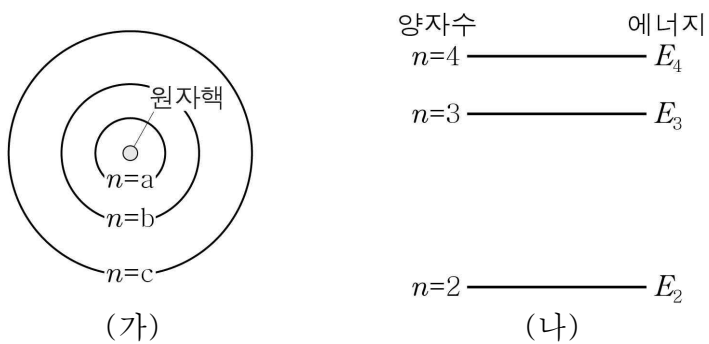 원자핵
n=a
n=b
n=c
(가)
양자수 에너지
n=4 E₄
n=3 E₃
n=2 E₂
(나)